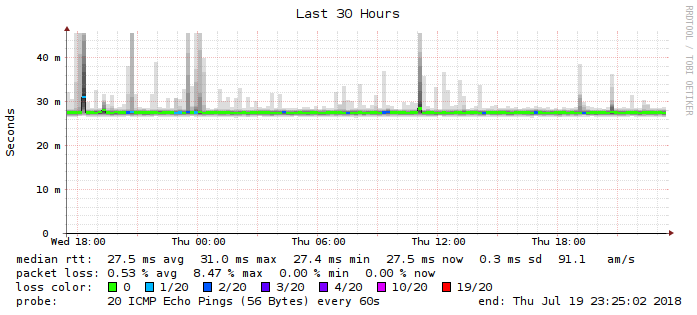 Last 30 Hours
RRDTOOL / TOBI OETIKER
Seconds
40 m
30 m
20 m
10 m
0
Wed 18:00 Thu 00:00 Thu 06:00 Thu 12:00 Thu 18:00
median rtt: 27.5 ms avg 31.0 ms max 27.4 ms min 27.5 ms now 0.3 ms sd 91.1 am/s
packet loss: 0.53 % avg 8.47 % max 0.00 % min 0.00 % now
loss color: 0 1/20 2/20 3/20 4/20 10/20 19/20
probe: 20 ICMP Echo Pings (56 Bytes) every 60s end: Thu Jul 19 23:25:02 2018